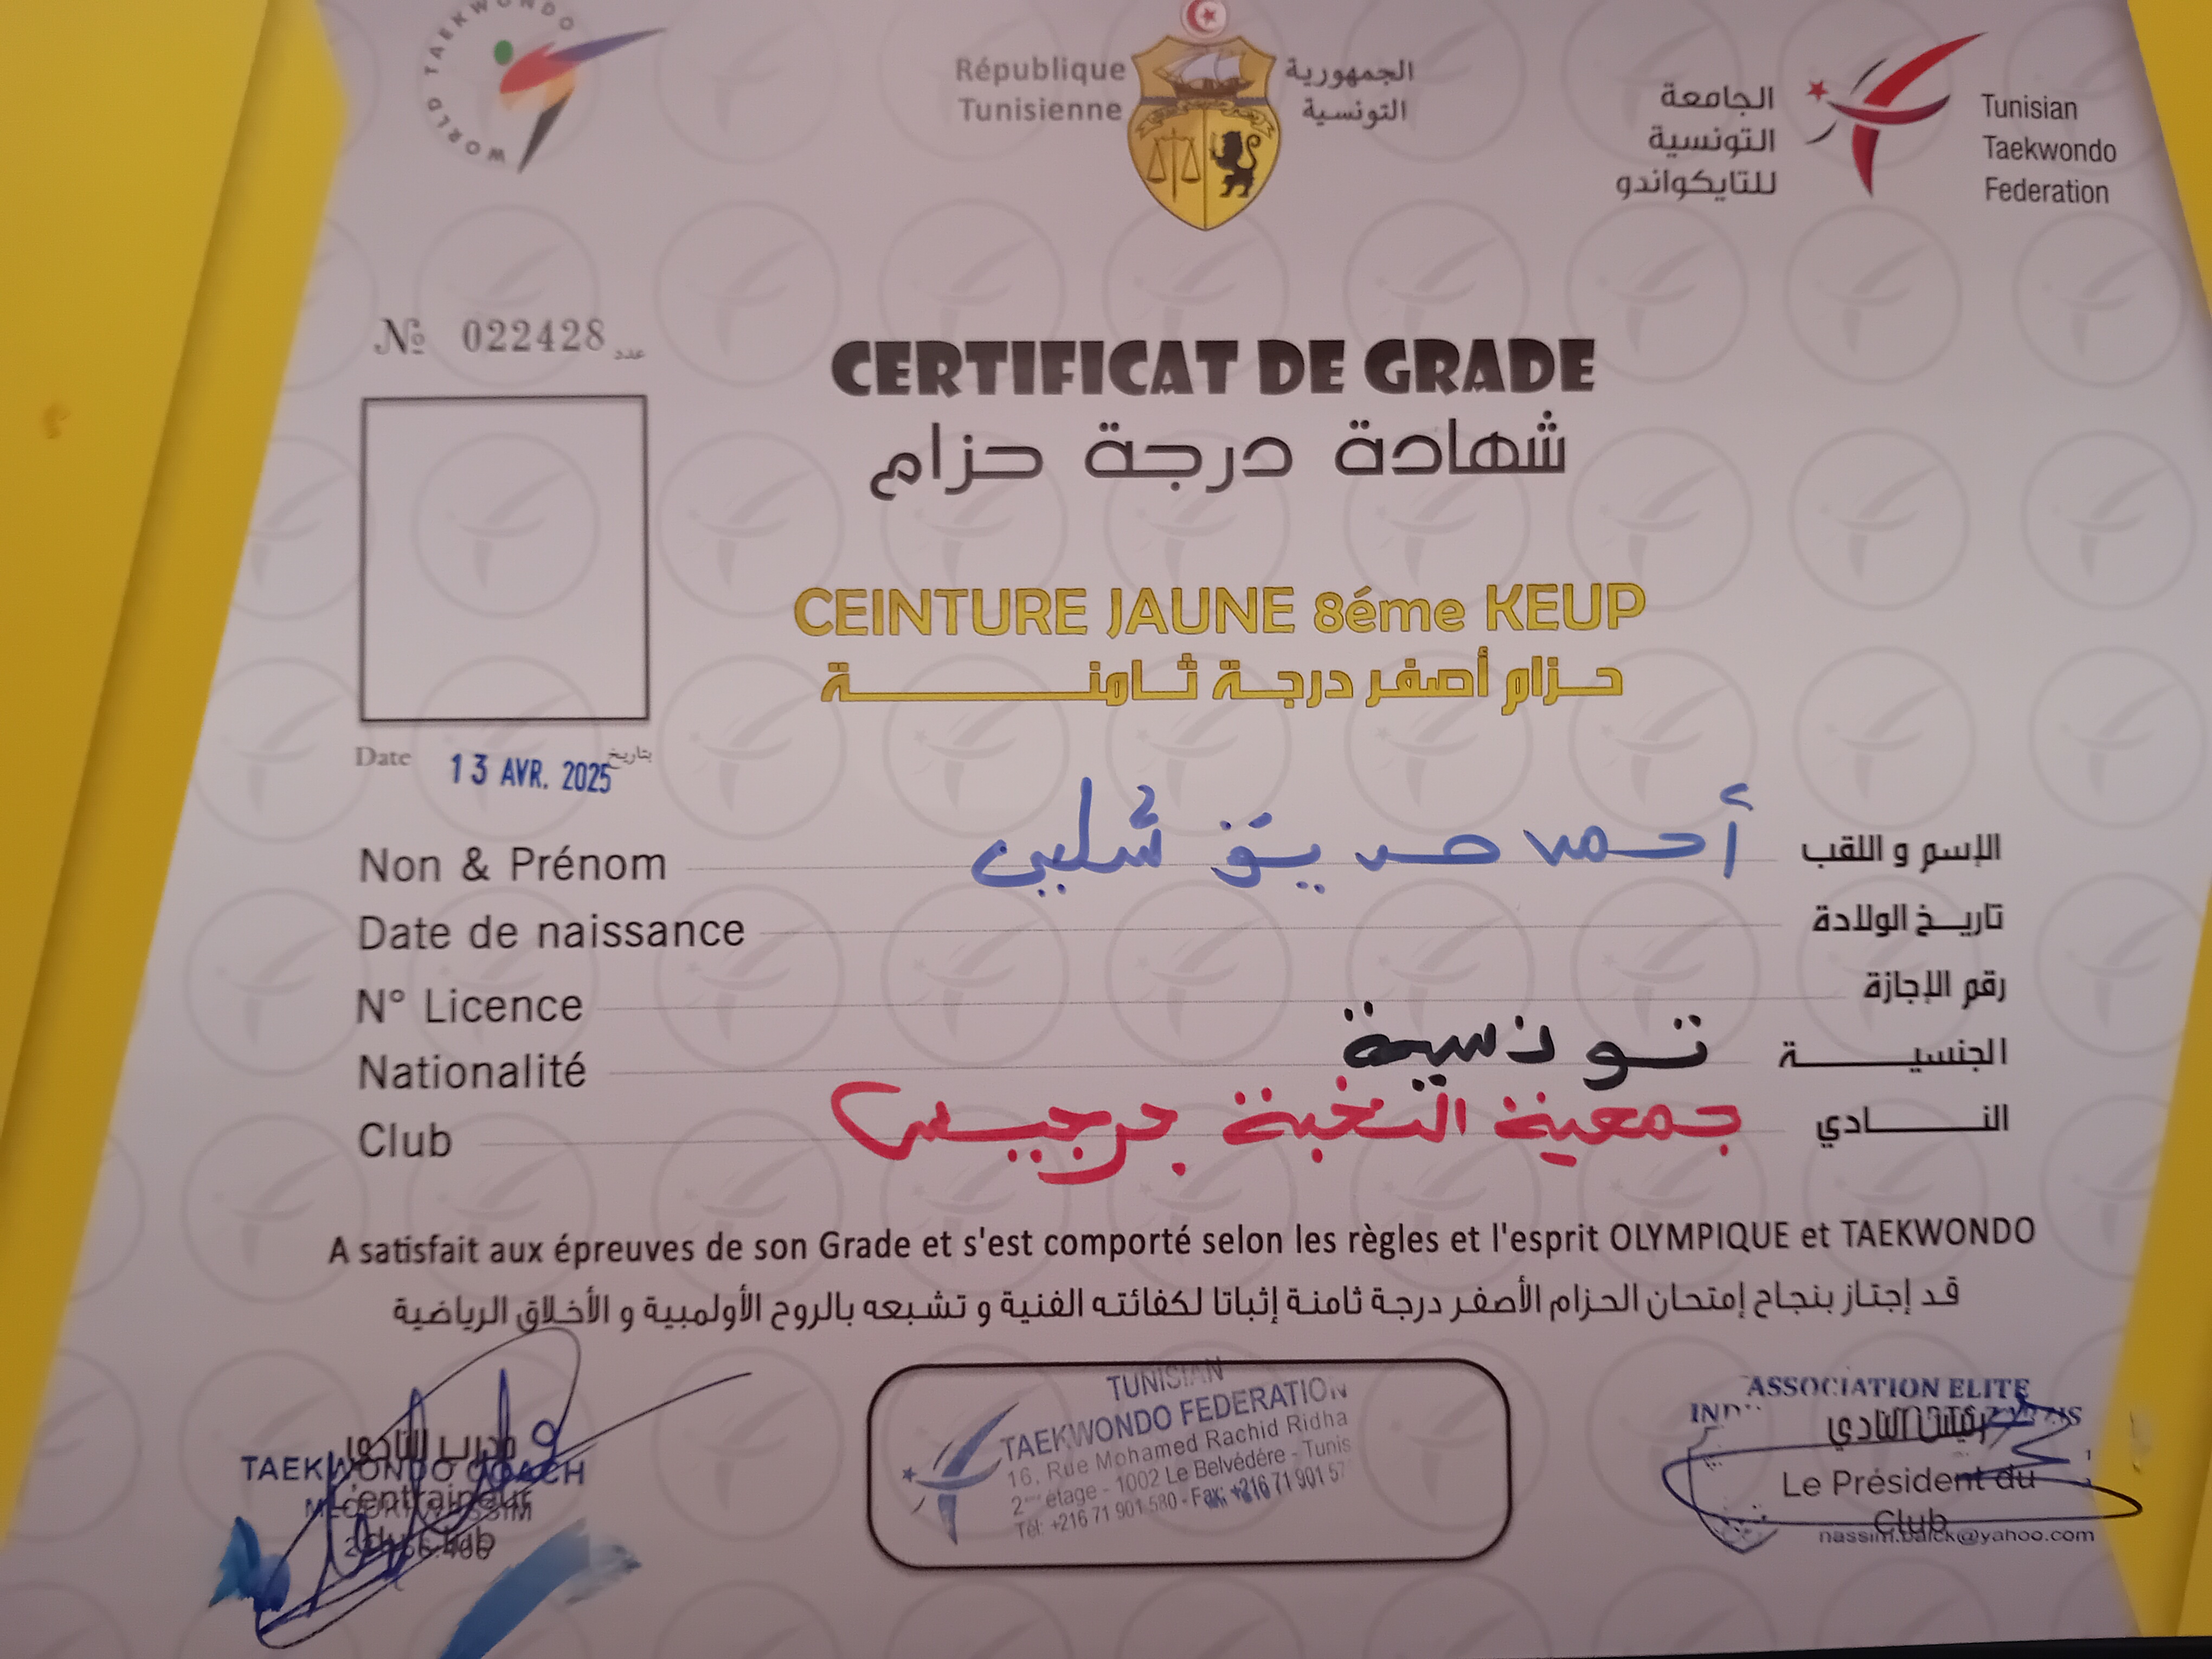 WORLD TAEKWONDO
République
Tunisienne
الجمهورية
التونسية
الجامعة
التونسية
للتايكواندو
Tunisian
Taekwondo
Federation
№ 022428 عدد
CERTIFICAT DE GRADE
شهادة درجة حزام
CEINTURE JAUNE 8éme KEUP
حزام أصفر درجة ثامنة
Date 13 AVR. 2025 بتاريخ
Non & Prénom أحمد صديق شلبي الإسم و اللقب
Date de naissance تاريخ الولادة
N° Licence رقم الإجازة
Nationalité تونسية الجنسية
Club جمعية النخبة جرجيس النادي
A satisfait aux épreuves de son Grade et s'est comporté selon les règles et l'esprit OLYMPIQUE et TAEKWONDO
قد إجتاز بنجاح إمتحان الحزام الأصفر درجة ثامنة إثباتا لكفائته الفنية و تشبعه بالروح الأولمبية و الأخلاق الرياضية
مدرب النادي
TAEKWONDO COACH
L'entraineur
du Club
TUNISIAN
TAEKWONDO FEDERATION
16, Rue Mohamed Rachid Ridha
2ème étage - 1002 Le Belvédére - Tunis
Tél: +216 71 901 580 - Fax: +216 71 901 57
ASSOCIATION ELITE
رئيس النادي
Le Président du
Club
nassim.balck@yahoo.com